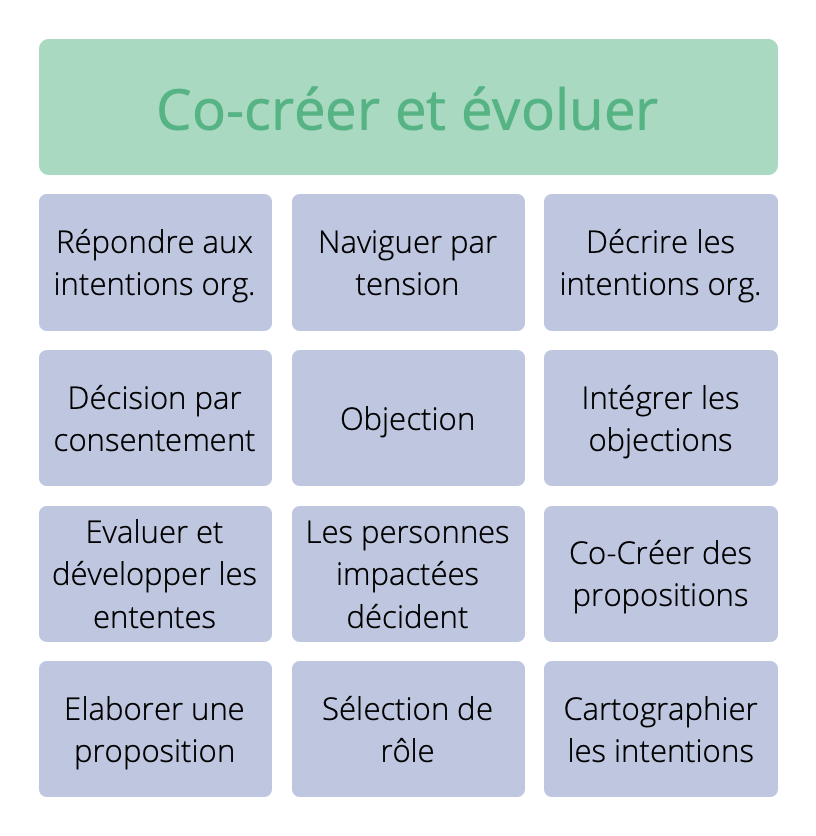 Co-créer et évoluer
Répondre aux
intentions org.
Naviguer par
tension
Décrire les
intentions org.
Décision par
consentement
Objection
Intégrer les
objections
Evaluer et
développer les
ententes
Les personnes
impactées
décident
Co-Créer des
propositions
Elaborer une
proposition
Sélection de
rôle
Cartographier
les intentions